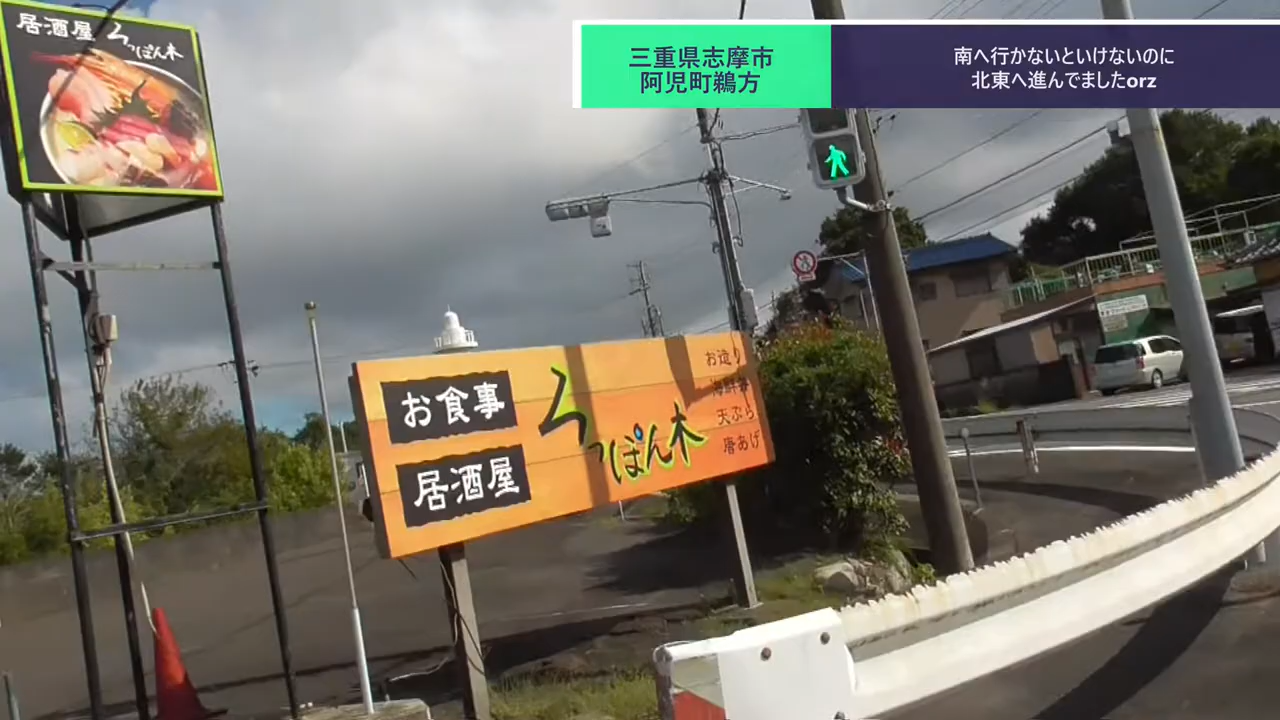 居酒屋 ろっぽん木
三重県志摩市
阿児町鵜方
南へ行かないといけないのに
北東へ進んでましたorz
お食事
居酒屋
ろっぽん木
お造り
海鮮丼
天ぷら
唐あげ